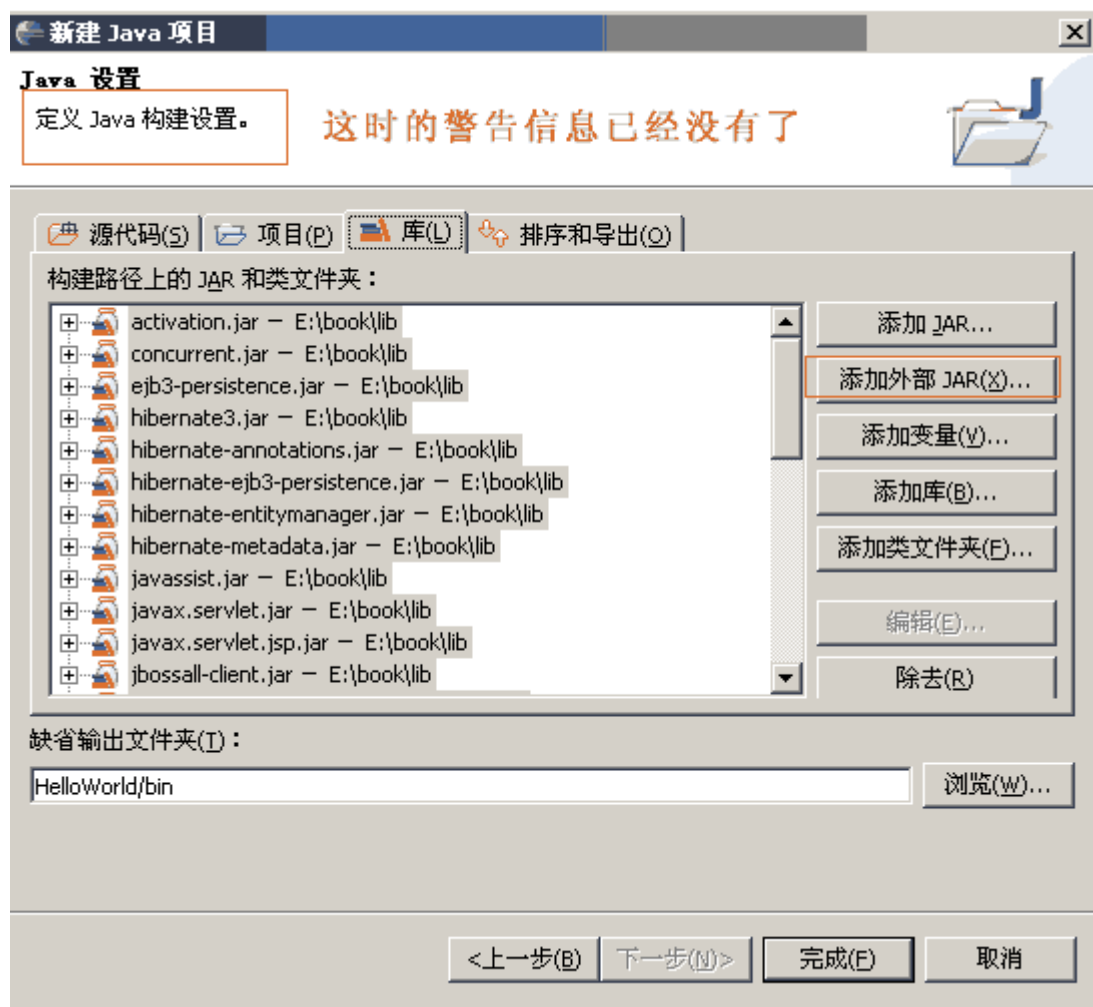 新建 Java 项目
Java 设置
定义 Java 构建设置。
这时的警告信息已经没有了
源代码(S) 项目(P) 库(L) 排序和导出(O)
构建路径上的 JAR 和类文件夹：
activation.jar — E:\book\lib
concurrent.jar — E:\book\lib
ejb3-persistence.jar — E:\book\lib
hibernate3.jar — E:\book\lib
hibernate-annotations.jar — E:\book\lib
hibernate-ejb3-persistence.jar — E:\book\lib
hibernate-entitymanager.jar — E:\book\lib
hibernate-metadata.jar — E:\book\lib
javassist.jar — E:\book\lib
javax.servlet.jar — E:\book\lib
javax.servlet.jsp.jar — E:\book\lib
jbossall-client.jar — E:\book\lib
添加 JAR...
添加外部 JAR(X)...
添加变量(V)...
添加库(B)...
添加类文件夹(F)...
编辑(E)...
除去(R)
缺省输出文件夹(T)：
HelloWorld/bin
浏览(W)...
<上一步(B) 下一步(N)> 完成(F) 取消